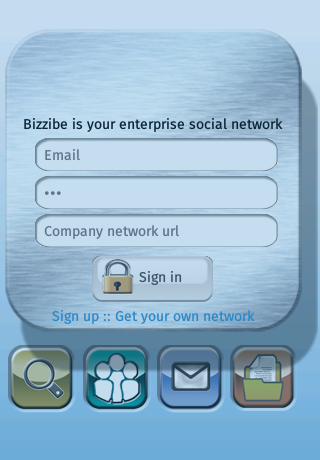 Bizzibe is your enterprise social network
Email
•••
Company network url
Sign in
Sign up :: Get your own network